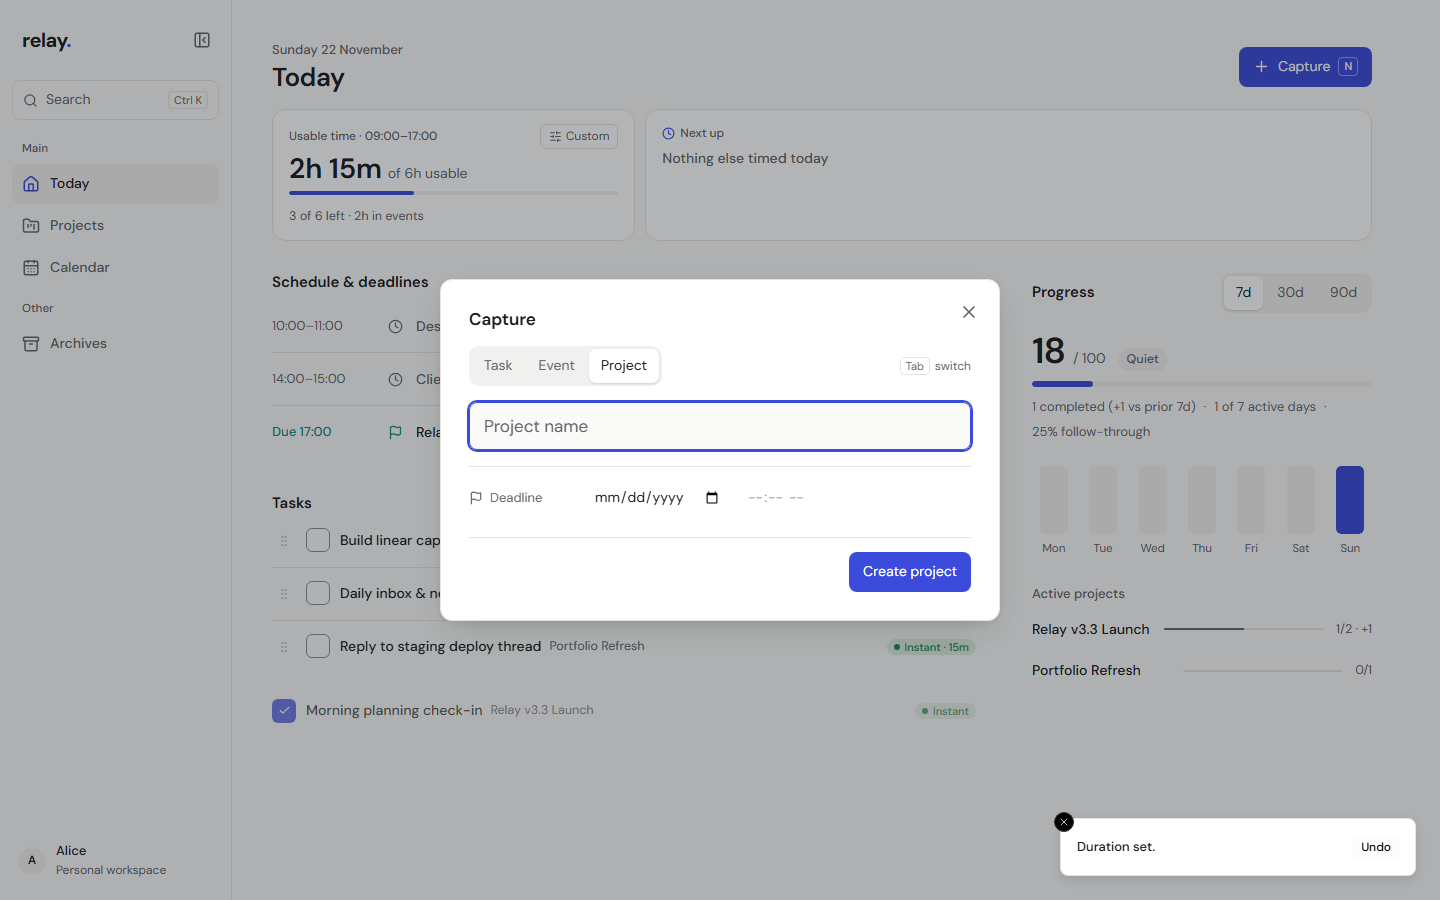 relay.
Search
Ctrl K
Main
Today
Projects
Calendar
Other
Archives
A
Alice
Personal workspace
Sunday 22 November
Today
Capture N
Usable time · 09:00–17:00
Custom
2h 15m of 6h usable
3 of 6 left · 2h in events
Next up
Nothing else timed today
Schedule & deadlines
10:00–11:00
14:00–15:00
Due 17:00
Tasks
Build linear
Daily inbox &
Reply to staging deploy thread Portfolio Refresh
Instant · 15m
Morning planning check-in Relay v3.3 Launch
Instant
Capture
Task Event Project
Tab switch
Project name
Deadline
mm/dd/yyyy
--:-- --
Create project
Progress
7d 30d 90d
18 / 100 Quiet
1 completed (+1 vs prior 7d) · 1 of 7 active days ·
25% follow-through
Mon Tue Wed Thu Fri Sat Sun
Active projects
Relay v3.3 Launch
1/2 · +1
Portfolio Refresh
0/1
Duration set.
Undo